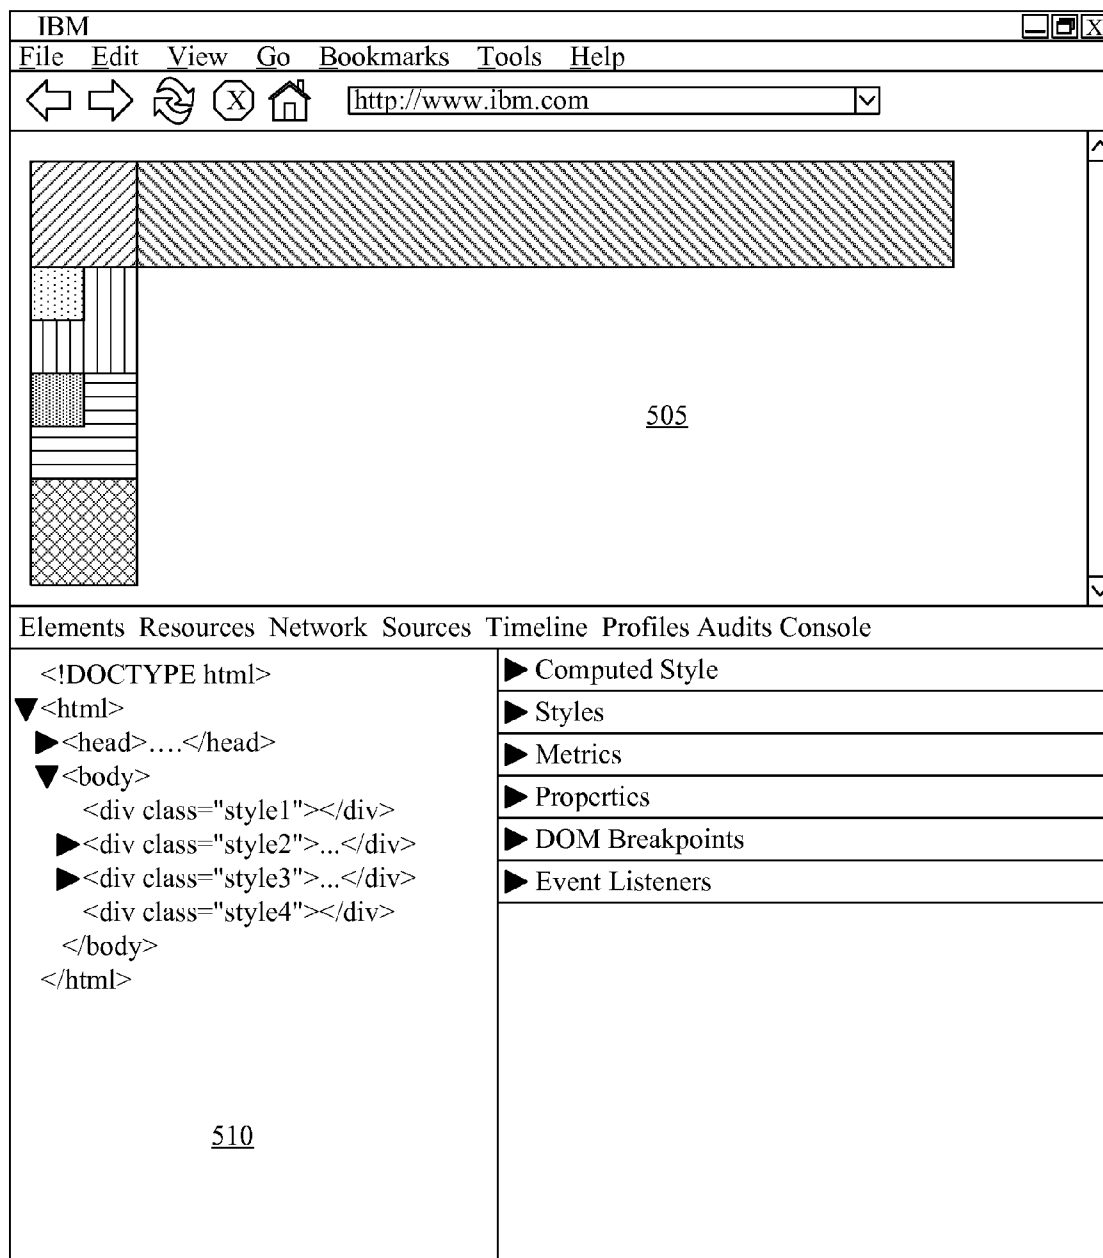 IBM
X
File Edit View Go Bookmarks Tools Help
X http://www.ibm.com
505
Elements Resources Network Sources Timeline Profiles Audits Console
<!DOCTYPE html>
<html>
<head>....</head>
<body>
<div class="style1"></div>
<div class="style2">...</div>
<div class="style3">...</div>
<div class="style4"></div>
</body>
</html>
510
Computed Style
Styles
Metrics
Properties
DOM Breakpoints
Event Listeners